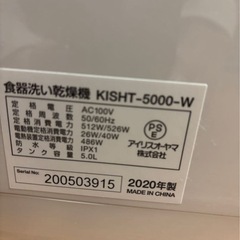 食器洗い乾燥機 KISHT-5000-W
定格電圧 AC100V
定格周波数 50/60Hz
定格消費電力 512W/526W
電動機定格消費電力 26W/40W
電熱装置定格消費電力 486W
防水等級 IPX1
タンク容量 5.0L
PSE
アイリスオーヤマ
株式会社
Serial No: 200503915
2020年製
MADE IN CHINA